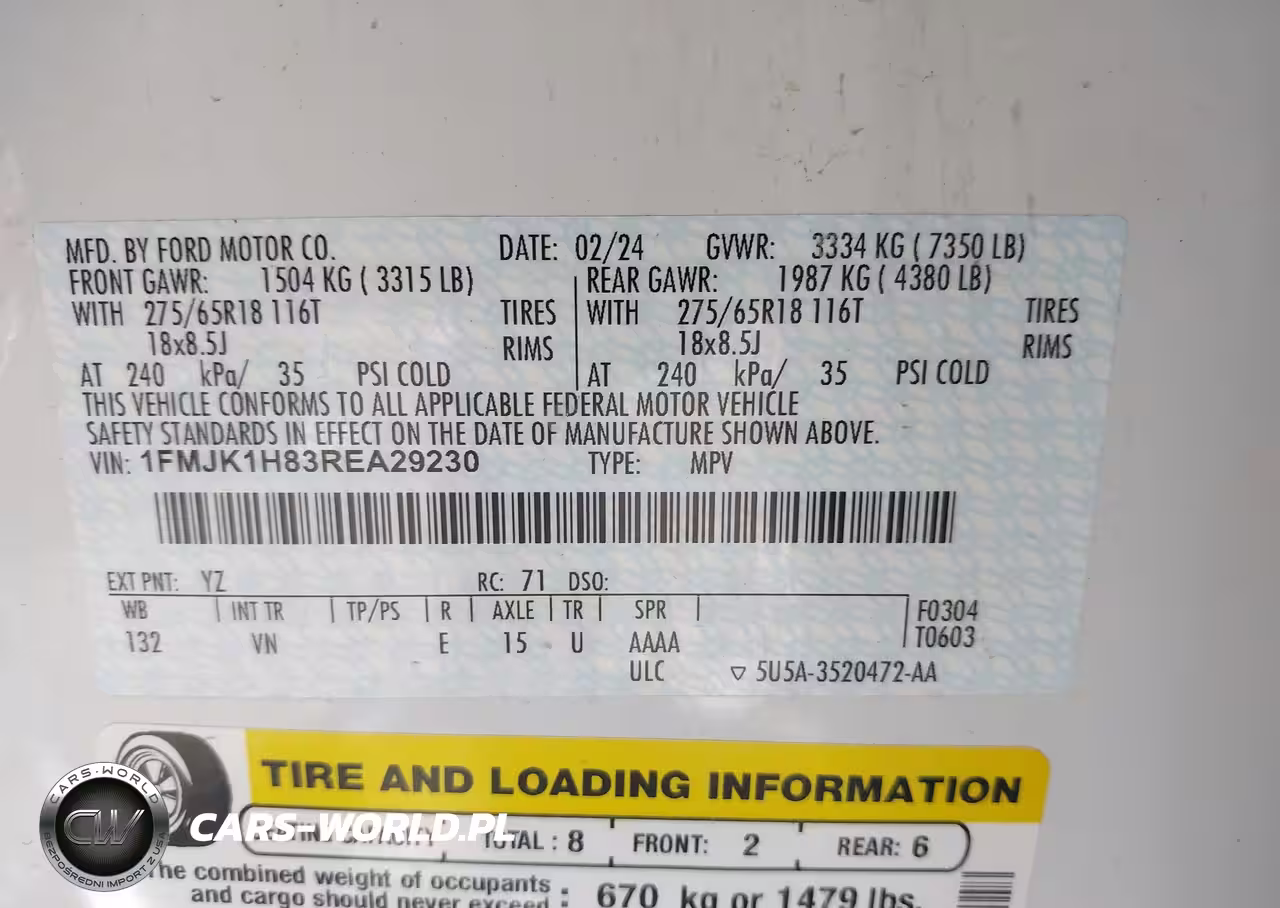 MFD. BY FORD MOTOR CO. DATE: 02/24 GVWR: 3334 KG ( 7350 LB)
FRONT GAWR: 1504 KG ( 3315 LB) REAR GAWR: 1987 KG ( 4380 LB)
WITH 275/65R18 116T TIRES WITH 275/65R18 116T TIRES
18x8.5J RIMS 18x8.5J RIMS
AT 240 kPa/ 35 PSI COLD AT 240 kPa/ 35 PSI COLD
THIS VEHICLE CONFORMS TO ALL APPLICABLE FEDERAL MOTOR VEHICLE
SAFETY STANDARDS IN EFFECT ON THE DATE OF MANUFACTURE SHOWN ABOVE.
VIN: 1FMJK1H83REA29230 TYPE: MPV
EXT PNT: YZ RC: 71 DSO:
WB INT TR TP/PS R AXLE TR SPR F0304
132 VN E 15 U AAAA T0603
ULC ▽ 5U5A-3520472-AA
TIRE AND LOADING INFORMATION
TOTAL : 8 FRONT: 2 REAR: 6
The combined weight of occupants
and cargo should never exceed : 670 kg or 1479 lbs.
CARS-WORLD.PL
CARS-WORLD
CW
BEZPOŚREDNI IMPORT Z USA